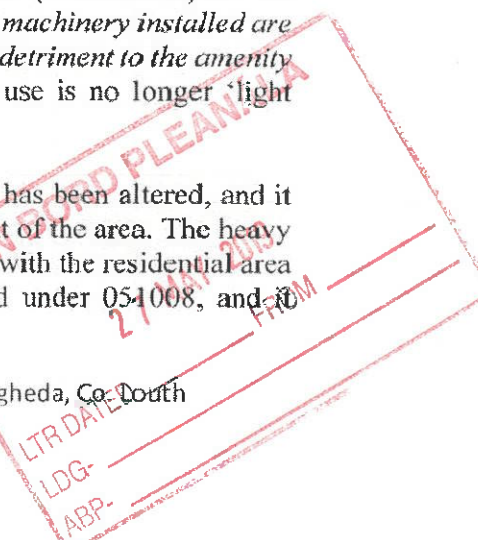 machinery installed are
detriment to the amenity
use is no longer 'light
has been altered, and it
t of the area. The heavy
with the residential area
d under 051008, and it
gheda, Co. Louth
N BORD PLEANÁLA
27 MAY 2013
LTR DATED FROM
LDG-
ABP-